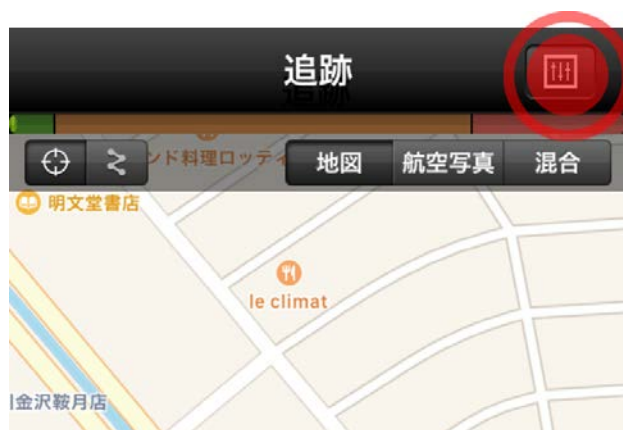 追跡
ンド料理ロッティ
地図 航空写真 混合
明文堂書店
le climat
金沢鞍月店